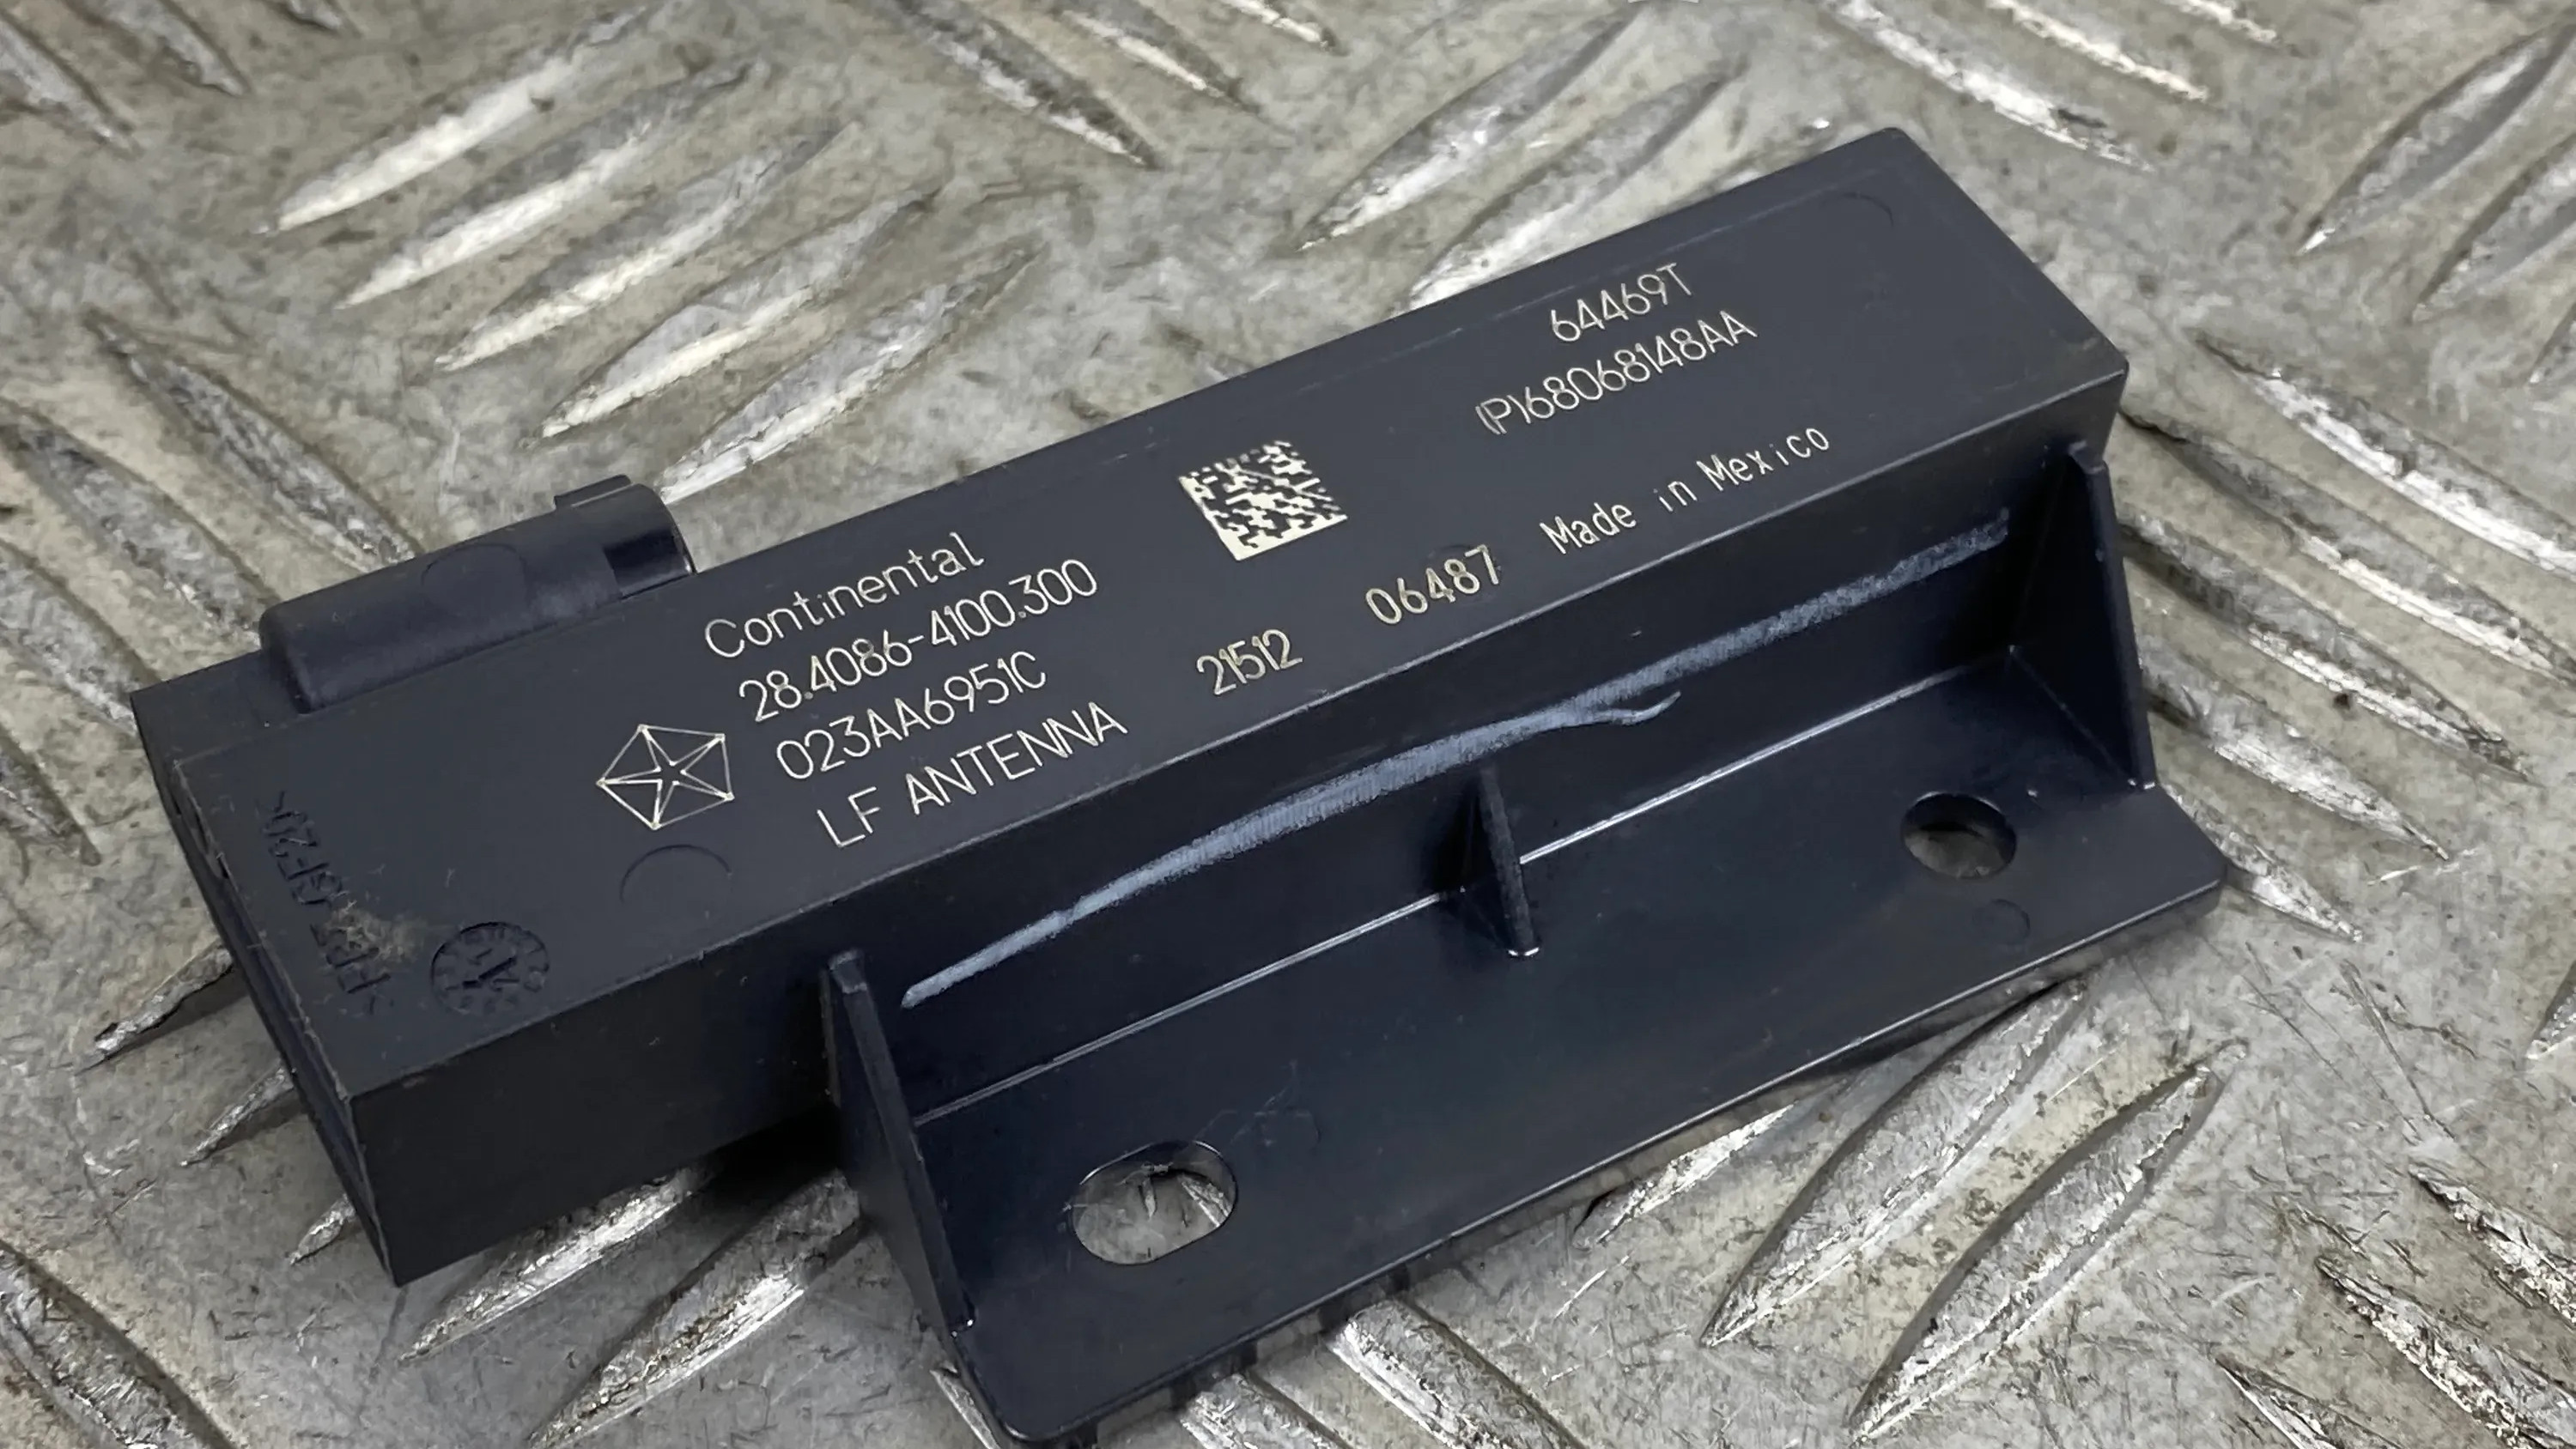 Continental
28.4086-4100.300
023AA6951C
LF ANTENNA
64469T
(P)68068148AA
21512 06487 Made in Mexico
A